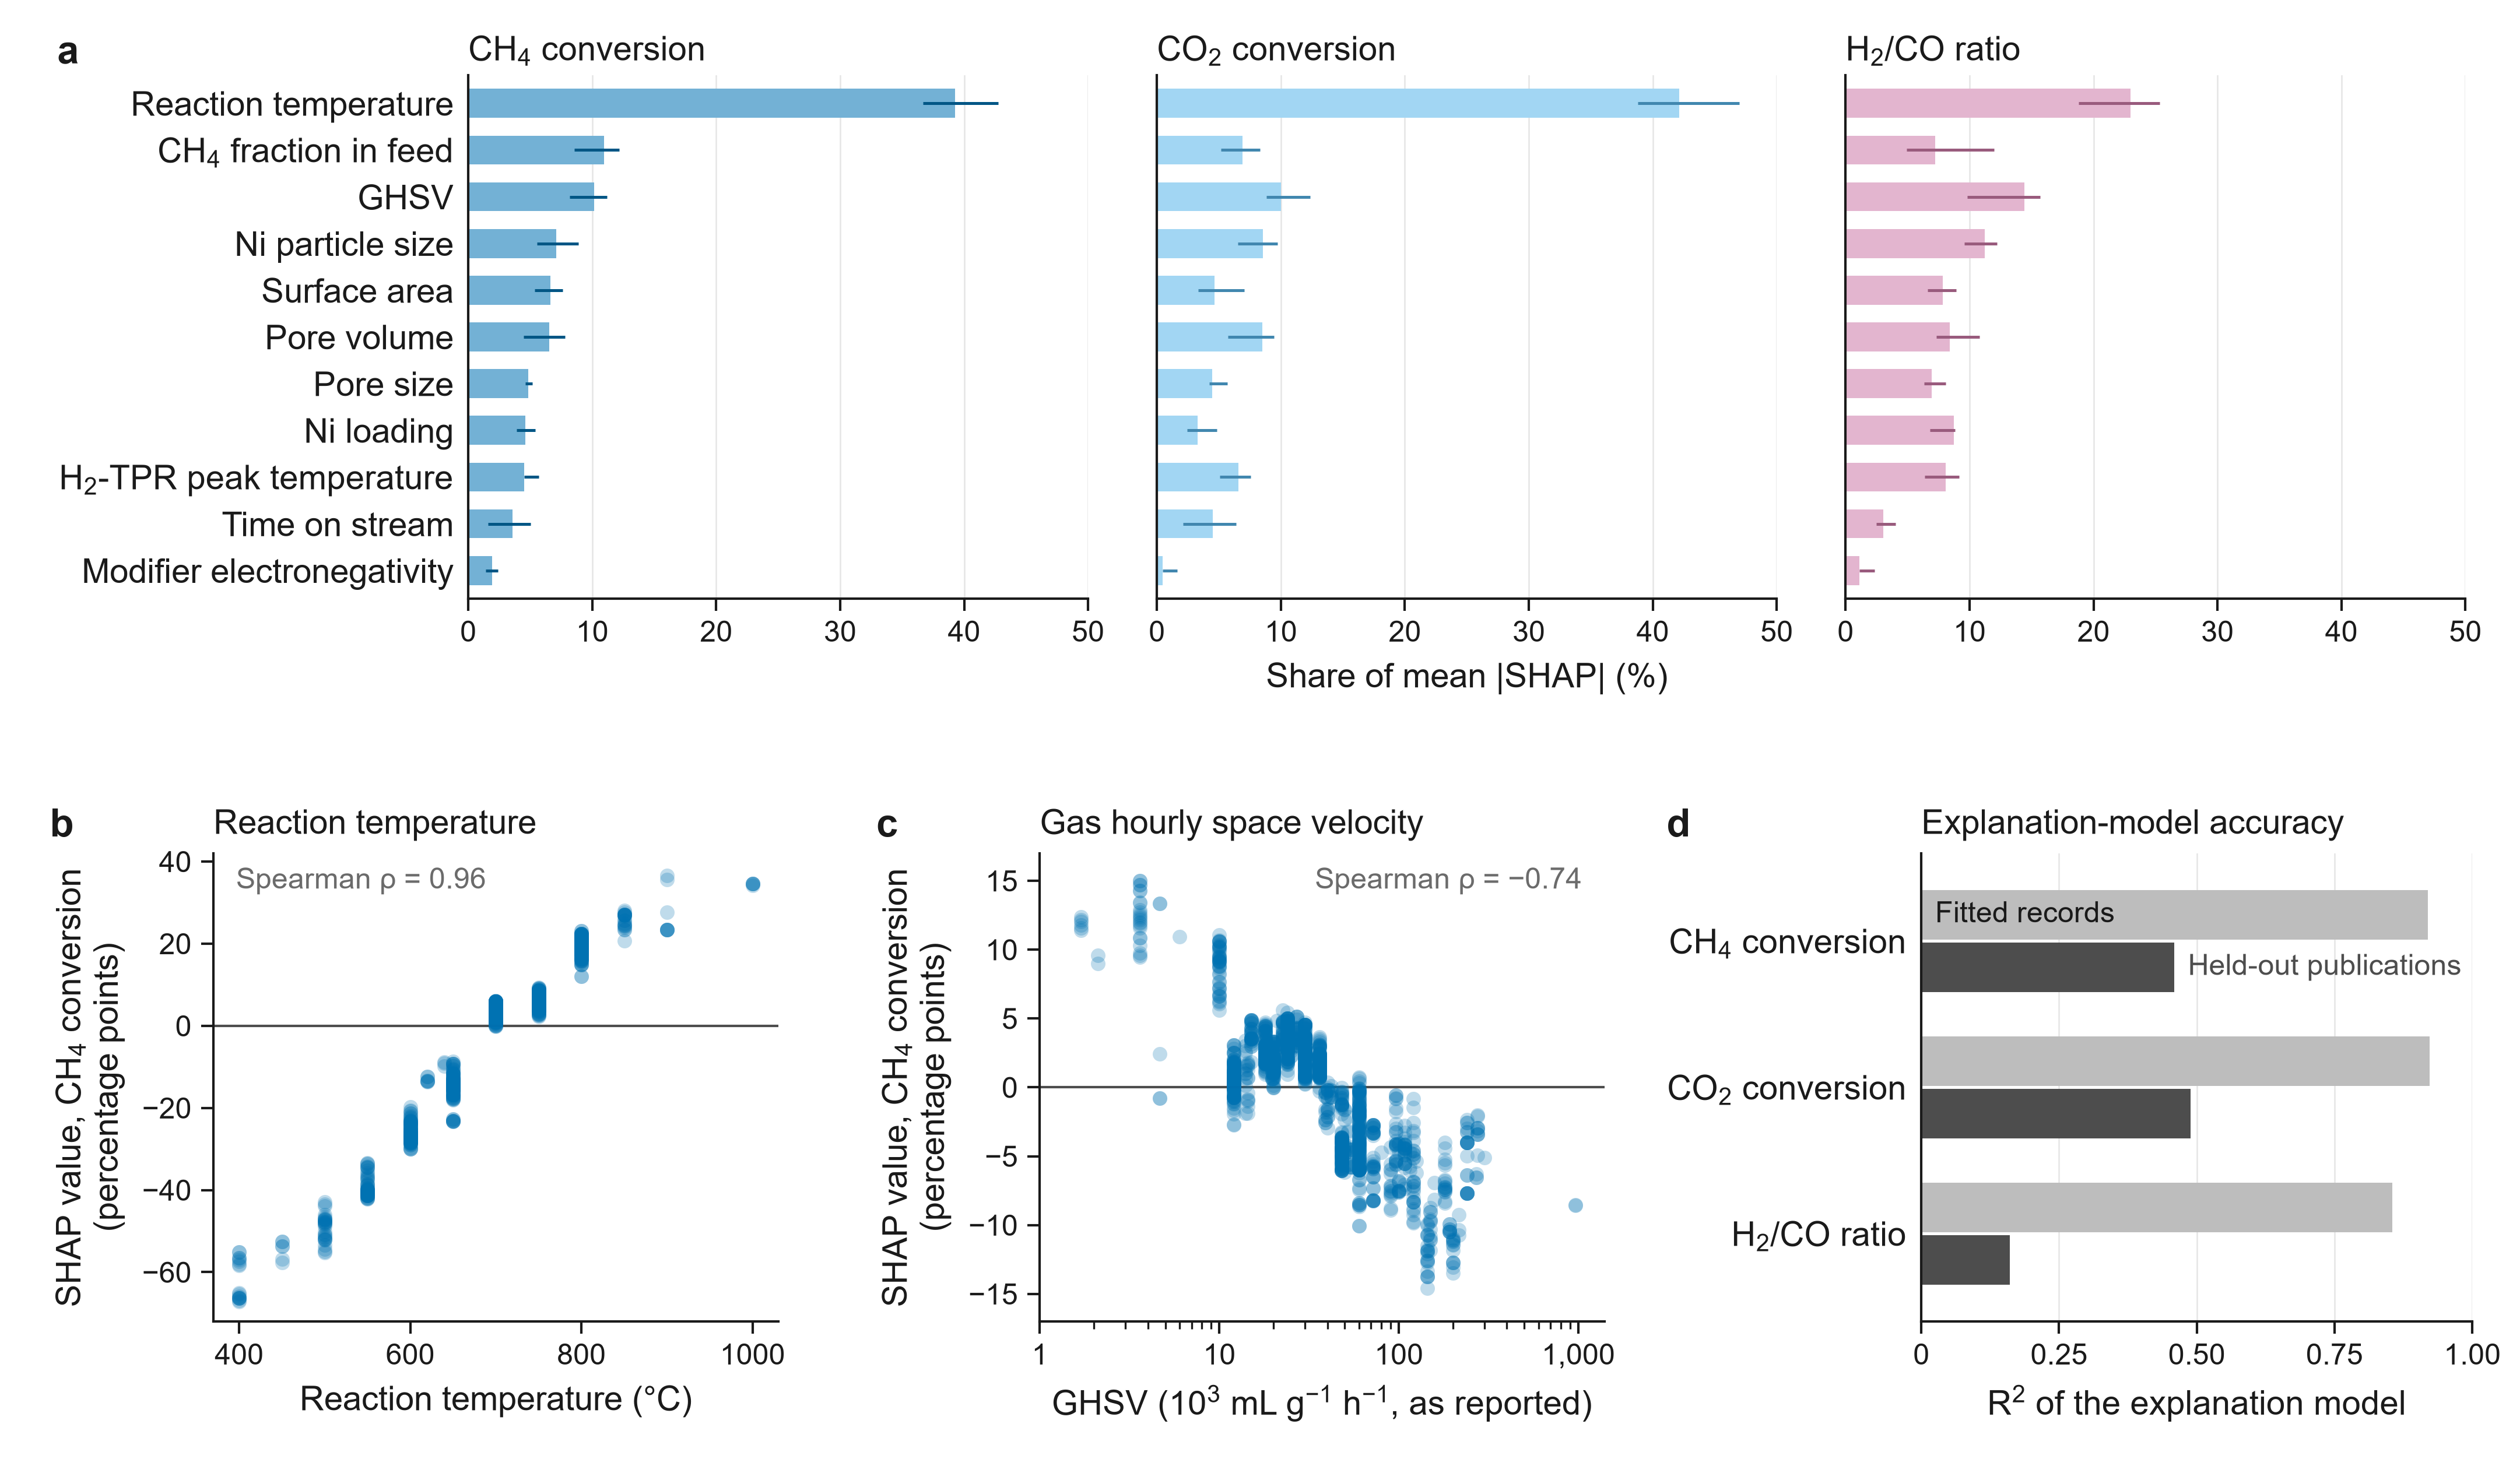 a
CH₄ conversion
CO₂ conversion
H₂/CO ratio
Reaction temperature
CH₄ fraction in feed
GHSV
Ni particle size
Surface area
Pore volume
Pore size
Ni loading
H₂-TPR peak temperature
Time on stream
Modifier electronegativity
0 10 20 30 40 50
0 10 20 30 40 50
0 10 20 30 40 50
Share of mean |SHAP| (%)
b
Reaction temperature
Spearman ρ = 0.96
SHAP value, CH₄ conversion
(percentage points)
40
20
0
−20
−40
−60
400 600 800 1000
Reaction temperature (°C)
c
Gas hourly space velocity
Spearman ρ = −0.74
SHAP value, CH₄ conversion
(percentage points)
15
10
5
0
−5
−10
−15
1 10 100 1,000
GHSV (10³ mL g⁻¹ h⁻¹, as reported)
d
Explanation-model accuracy
Fitted records
CH₄ conversion
Held-out publications
CO₂ conversion
H₂/CO ratio
0 0.25 0.50 0.75 1.00
R² of the explanation model